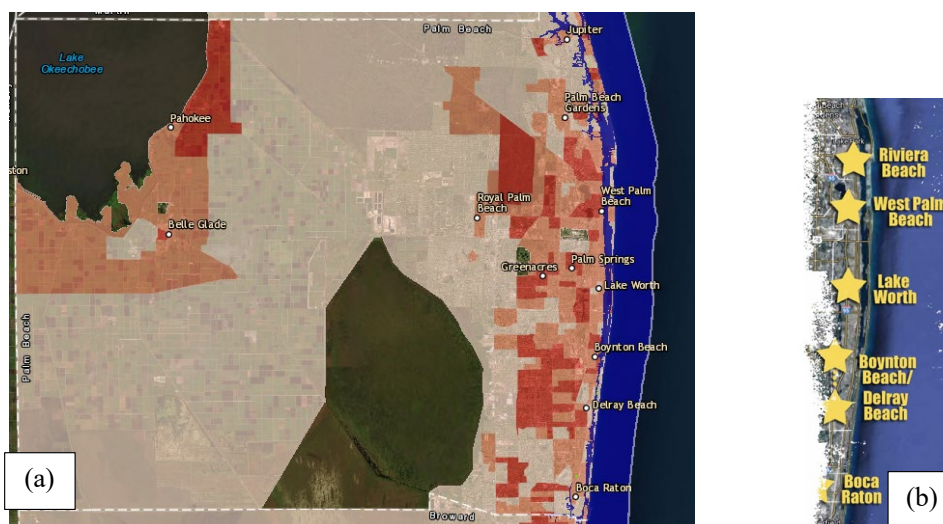 Palm Beach
Jupiter
Lake
Okeechobee
Palm Beach
Gardens
Pahokee
ston
Royal Palm
Beach
West Palm
Beach
Belle Glade
Greenacres
Palm Springs
Lake Worth
Palm Beach
Boynton Beach
Delray Beach
Boca Raton
Broward
(a)
Beach
Riviera
Beach
West Palm
Beach
Lake
Worth
Boynton
Beach/
Delray
Beach
Boca
Raton
(b)